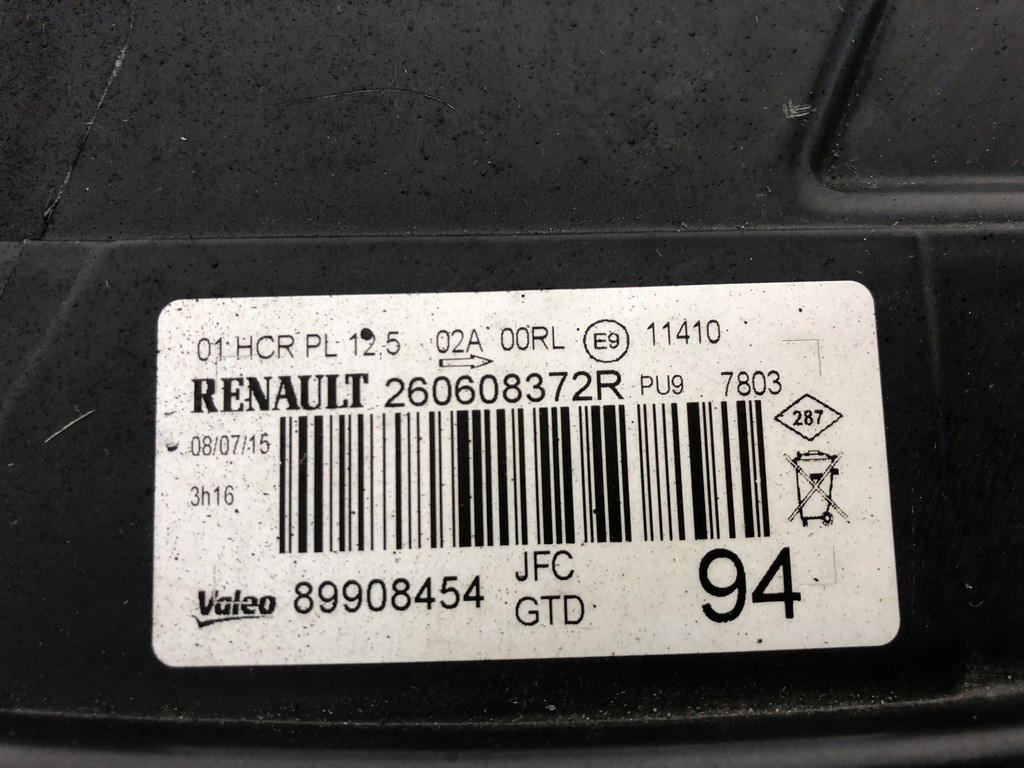 01 HCR PL 12.5 02A 00RL E9 11410
RENAULT 260608372R PU9 7803
287
08/07/15
3h16
Valeo 89908454 JFC
GTD
94